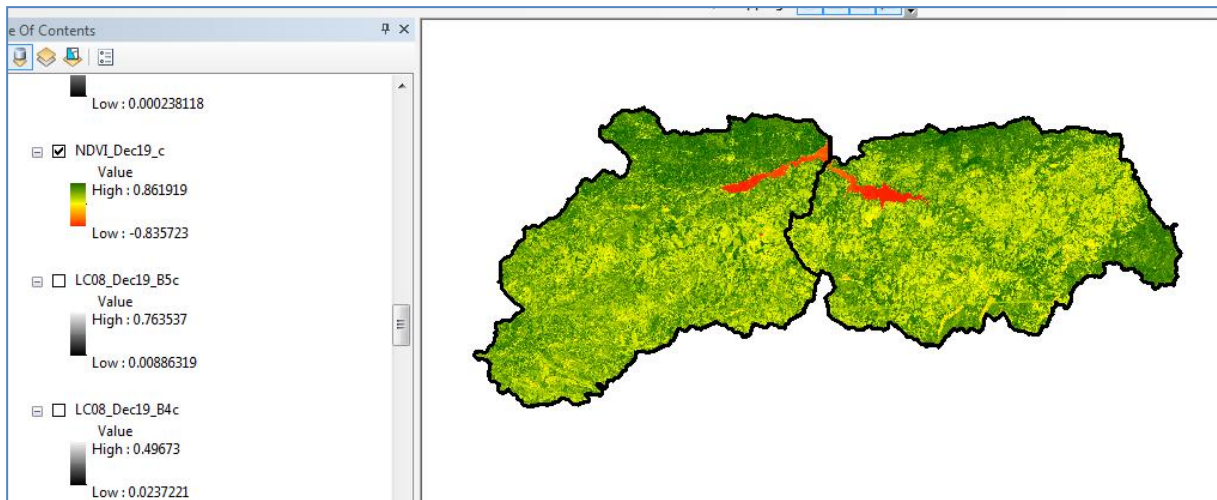 e Of Contents
Low : 0.000238118
NDVI_Dec19_c
Value
High : 0.861919
Low : -0.835723
LC08_Dec19_B5c
Value
High : 0.763537
Low : 0.00886319
LC08_Dec19_B4c
Value
High : 0.49673
Low : 0.0237221